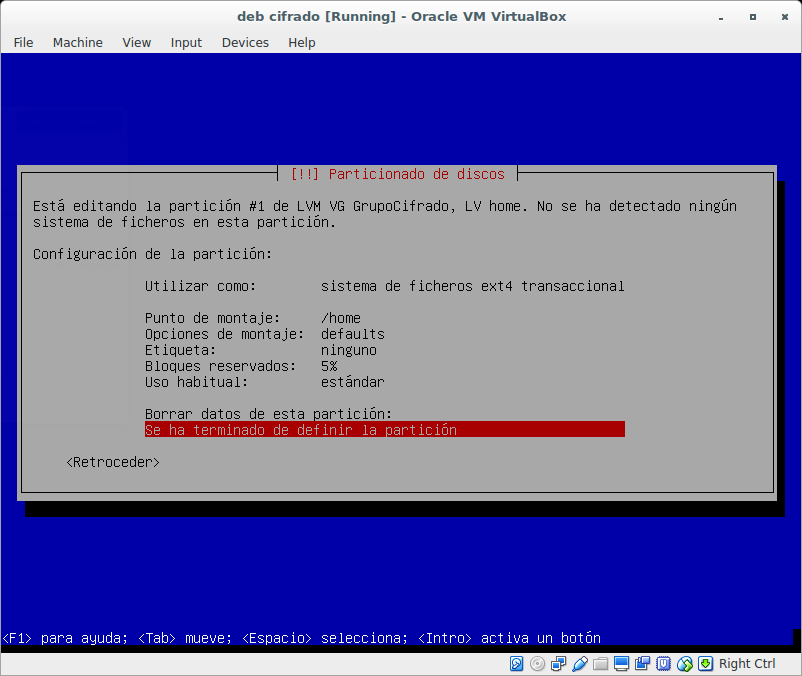 deb cifrado [Running] - Oracle VM VirtualBox
File Machine View Input Devices Help
[!!] Particionado de discos
Está editando la partición #1 de LVM VG GrupoCifrado, LV home. No se ha detectado ningún
sistema de ficheros en esta partición.
Configuración de la partición:
Utilizar como: sistema de ficheros ext4 transaccional
Punto de montaje: /home
Opciones de montaje: defaults
Etiqueta: ninguno
Bloques reservados: 5%
Uso habitual: estándar
Borrar datos de esta partición:
Se ha terminado de definir la partición
<Retroceder>
<F1> para ayuda; <Tab> mueve; <Espacio> selecciona; <Intro> activa un botón
Right Ctrl